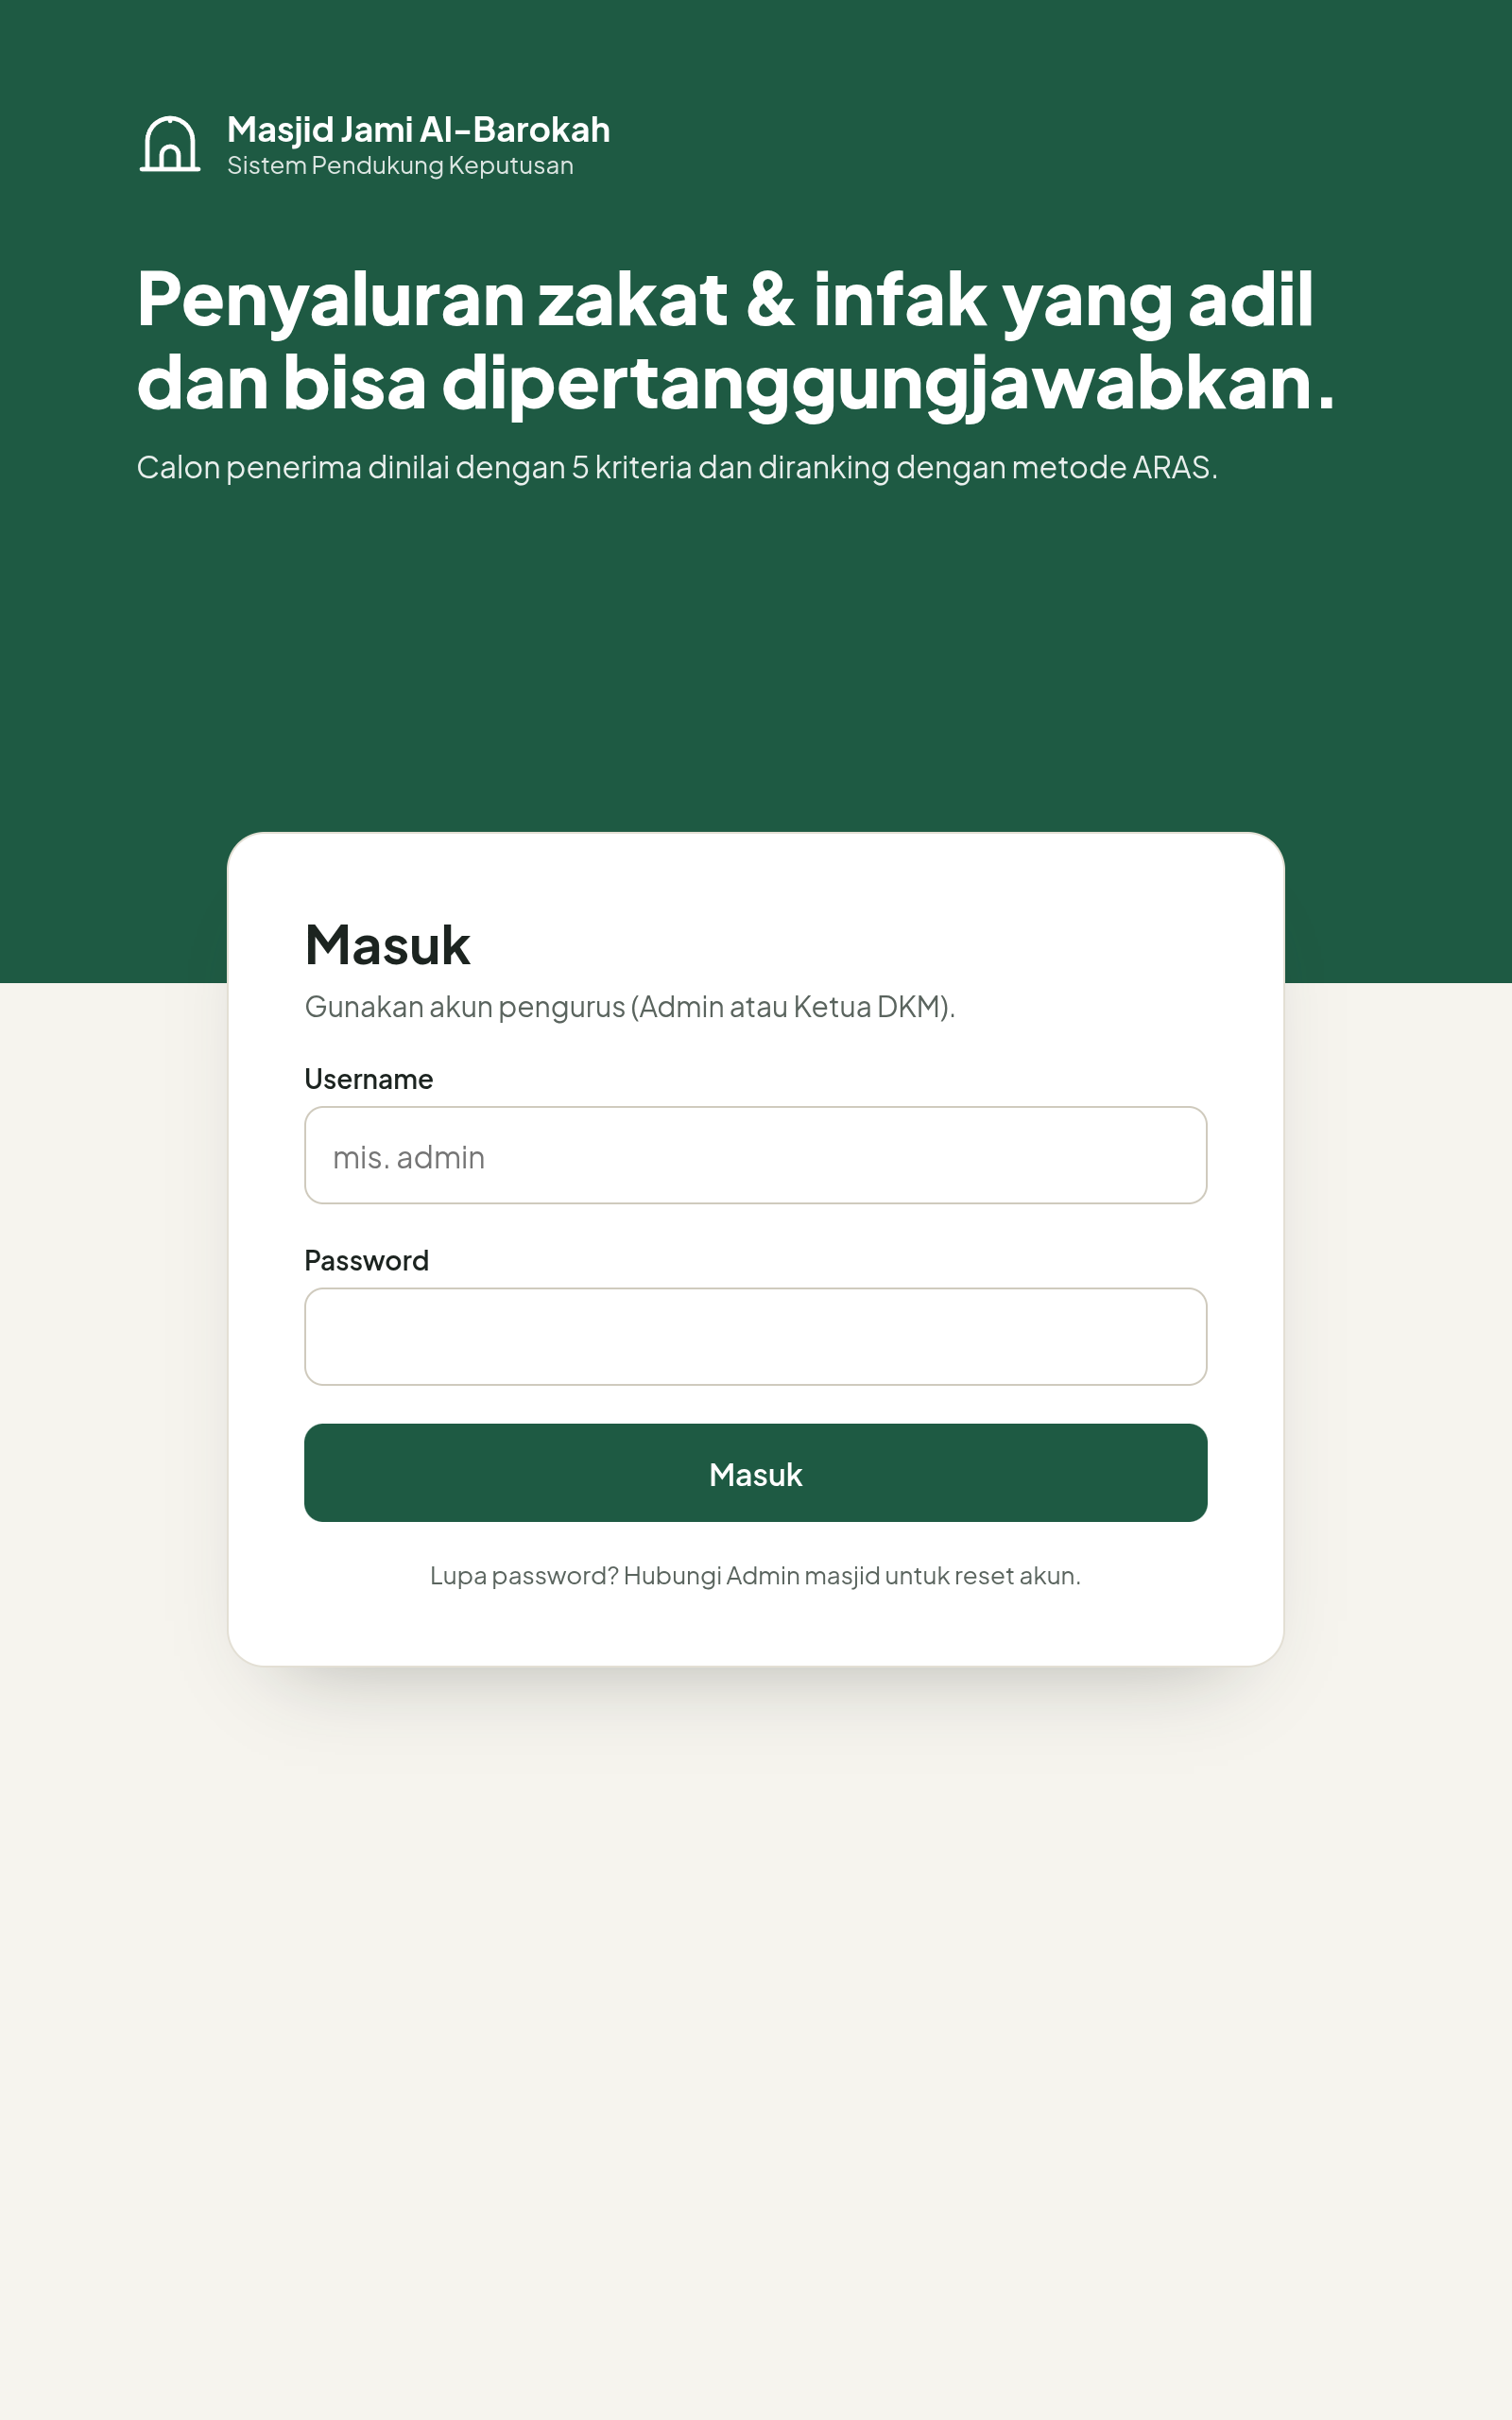 Masjid Jami Al-Barokah
Sistem Pendukung Keputusan
Penyaluran zakat & infak yang adil
dan bisa dipertanggungjawabkan.
Calon penerima dinilai dengan 5 kriteria dan diranking dengan metode ARAS.
Masuk
Gunakan akun pengurus (Admin atau Ketua DKM).
Username
mis. admin
Password
Masuk
Lupa password? Hubungi Admin masjid untuk reset akun.